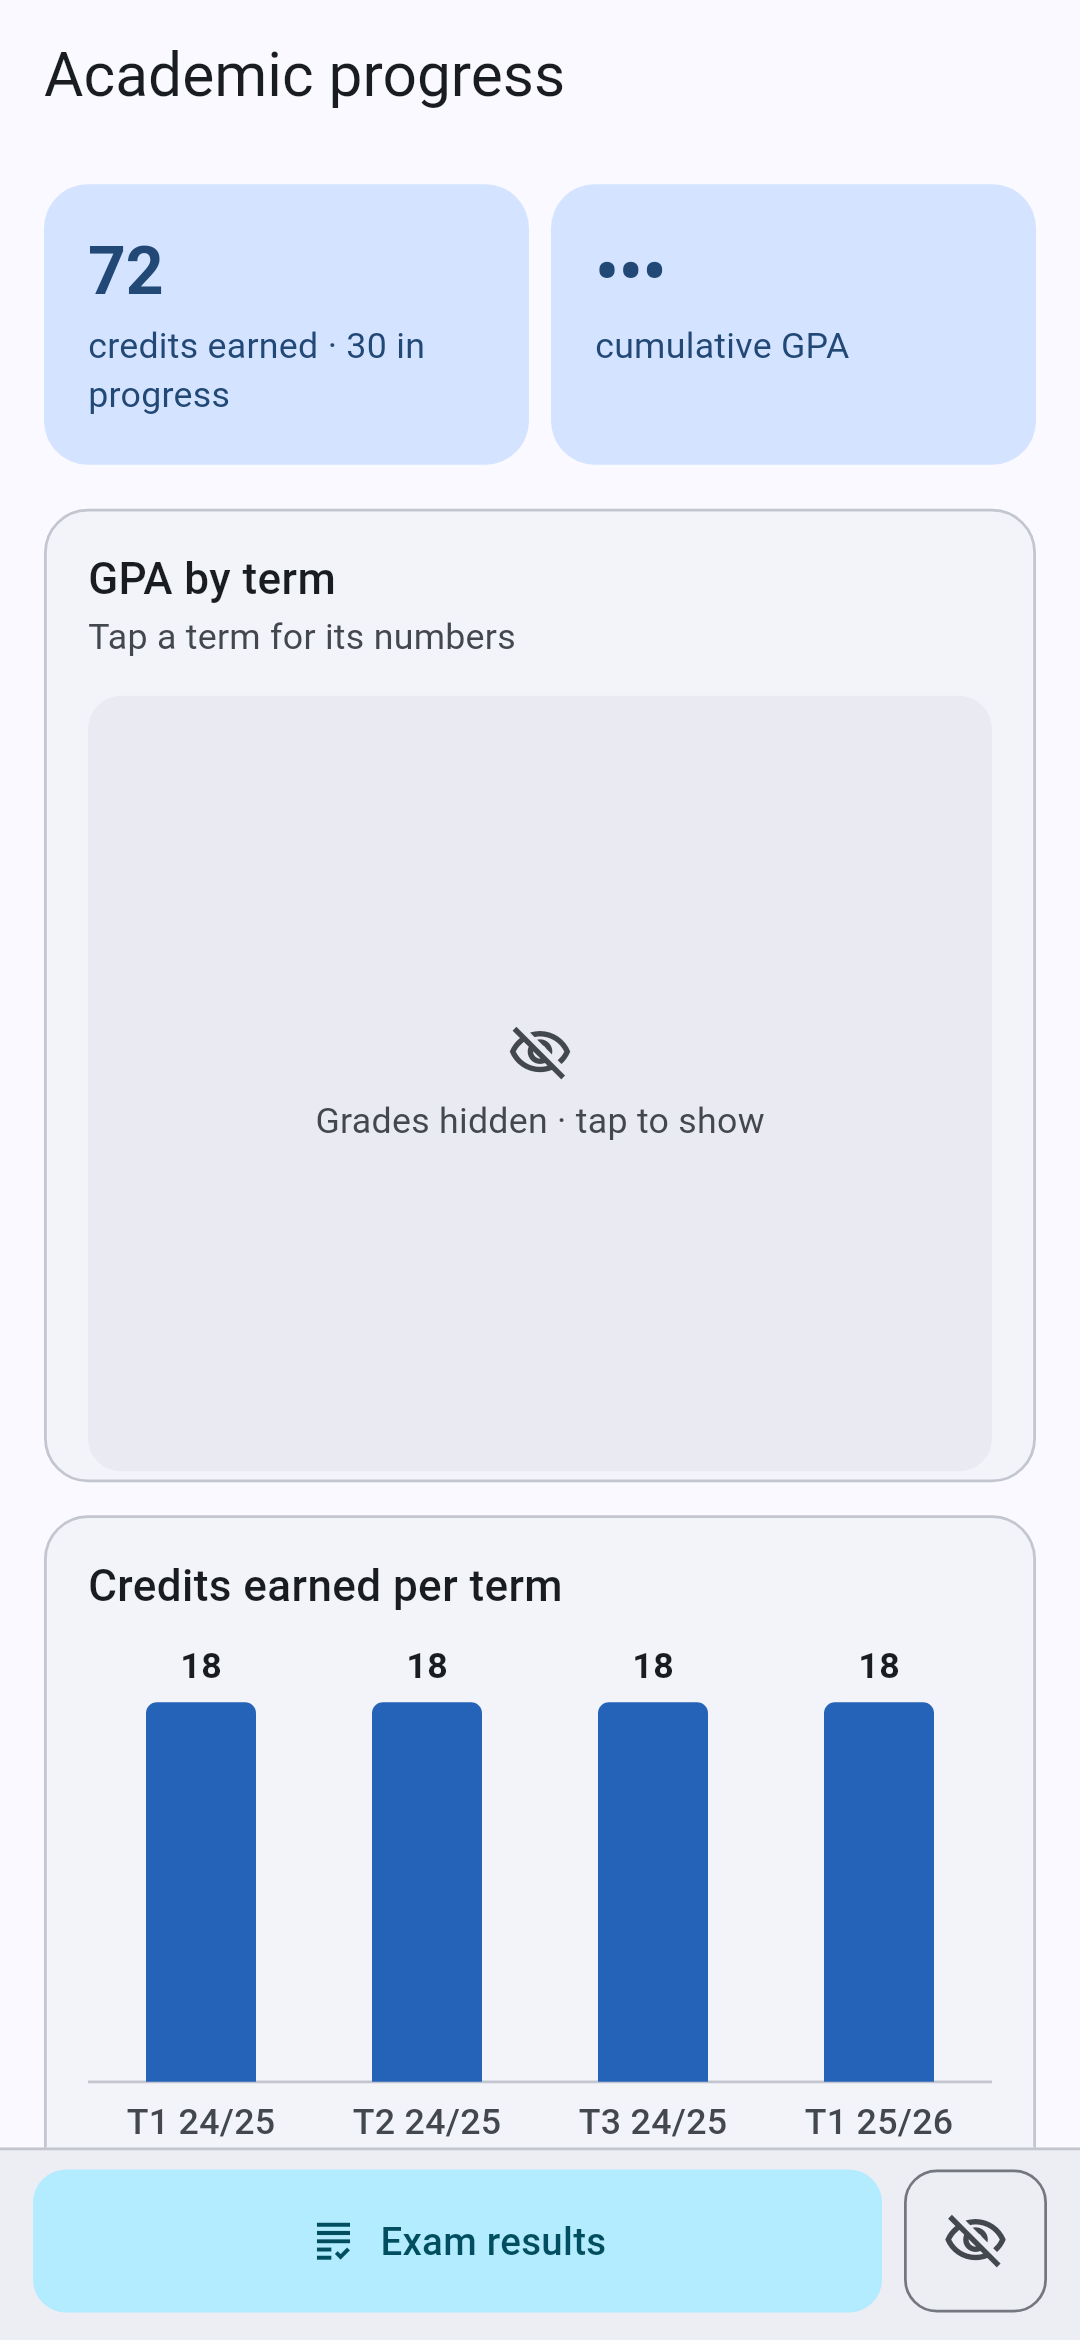 Academic progress
72
credits earned · 30 in
progress
•••
cumulative GPA
GPA by term
Tap a term for its numbers
Grades hidden · tap to show
Credits earned per term
18 18 18 18
T1 24/25 T2 24/25 T3 24/25 T1 25/26
Exam results